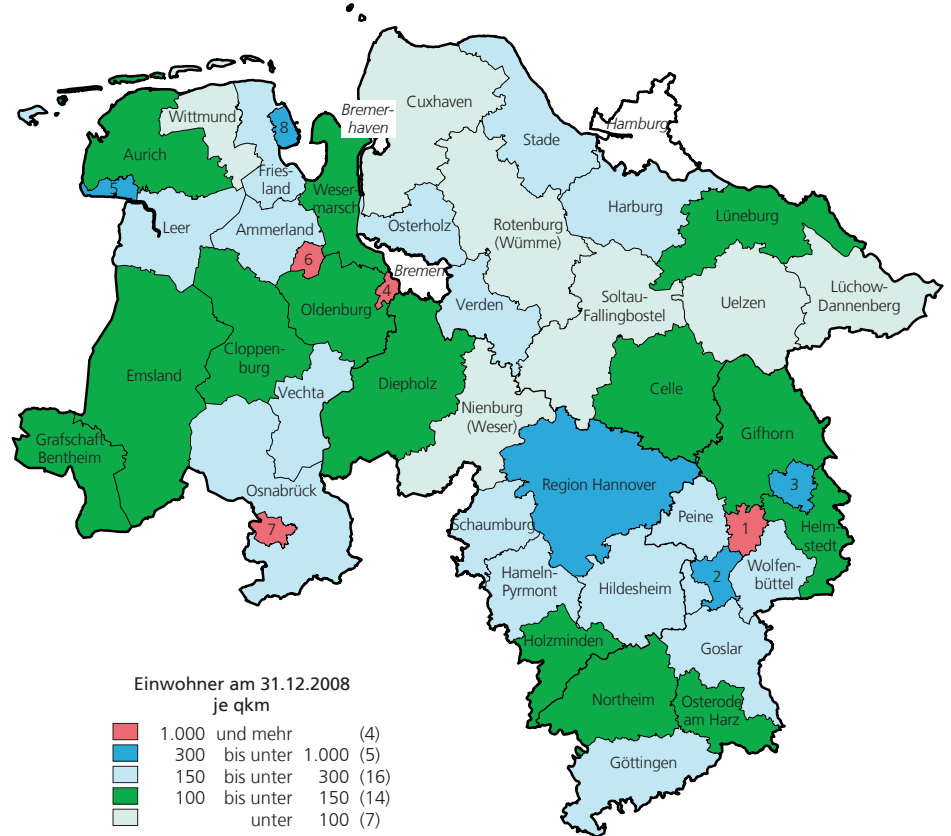 Cuxhaven
Bremer-
haven
Wittmund
8
Hamburg
Stade
Aurich
Fries-
land
5
Weser-
marsch
Harburg
Lüneburg
Leer
Ammerland
Osterholz
Rotenburg
(Wümme)
6
Bremen
4
Lüchow-
Dannenberg
Soltau-
Fallingbostel
Uelzen
Verden
Oldenburg
Cloppen-
burg
Emsland
Vechta
Diepholz
Celle
Nienburg
(Weser)
Gifhorn
Grafschaft
Bentheim
Region Hannover
3
Osnabrück
7
Schaumburg
Peine
1
Helm-
stedt
Hameln-
Pyrmont
Hildesheim
2
Wolfen-
büttel
Holzminden
Goslar
Northeim
Osterode
am Harz
Göttingen
Einwohner am 31.12.2008
je qkm
1.000 und mehr (4)
300 bis unter 1.000 (5)
150 bis unter 300 (16)
100 bis unter 150 (14)
unter 100 (7)